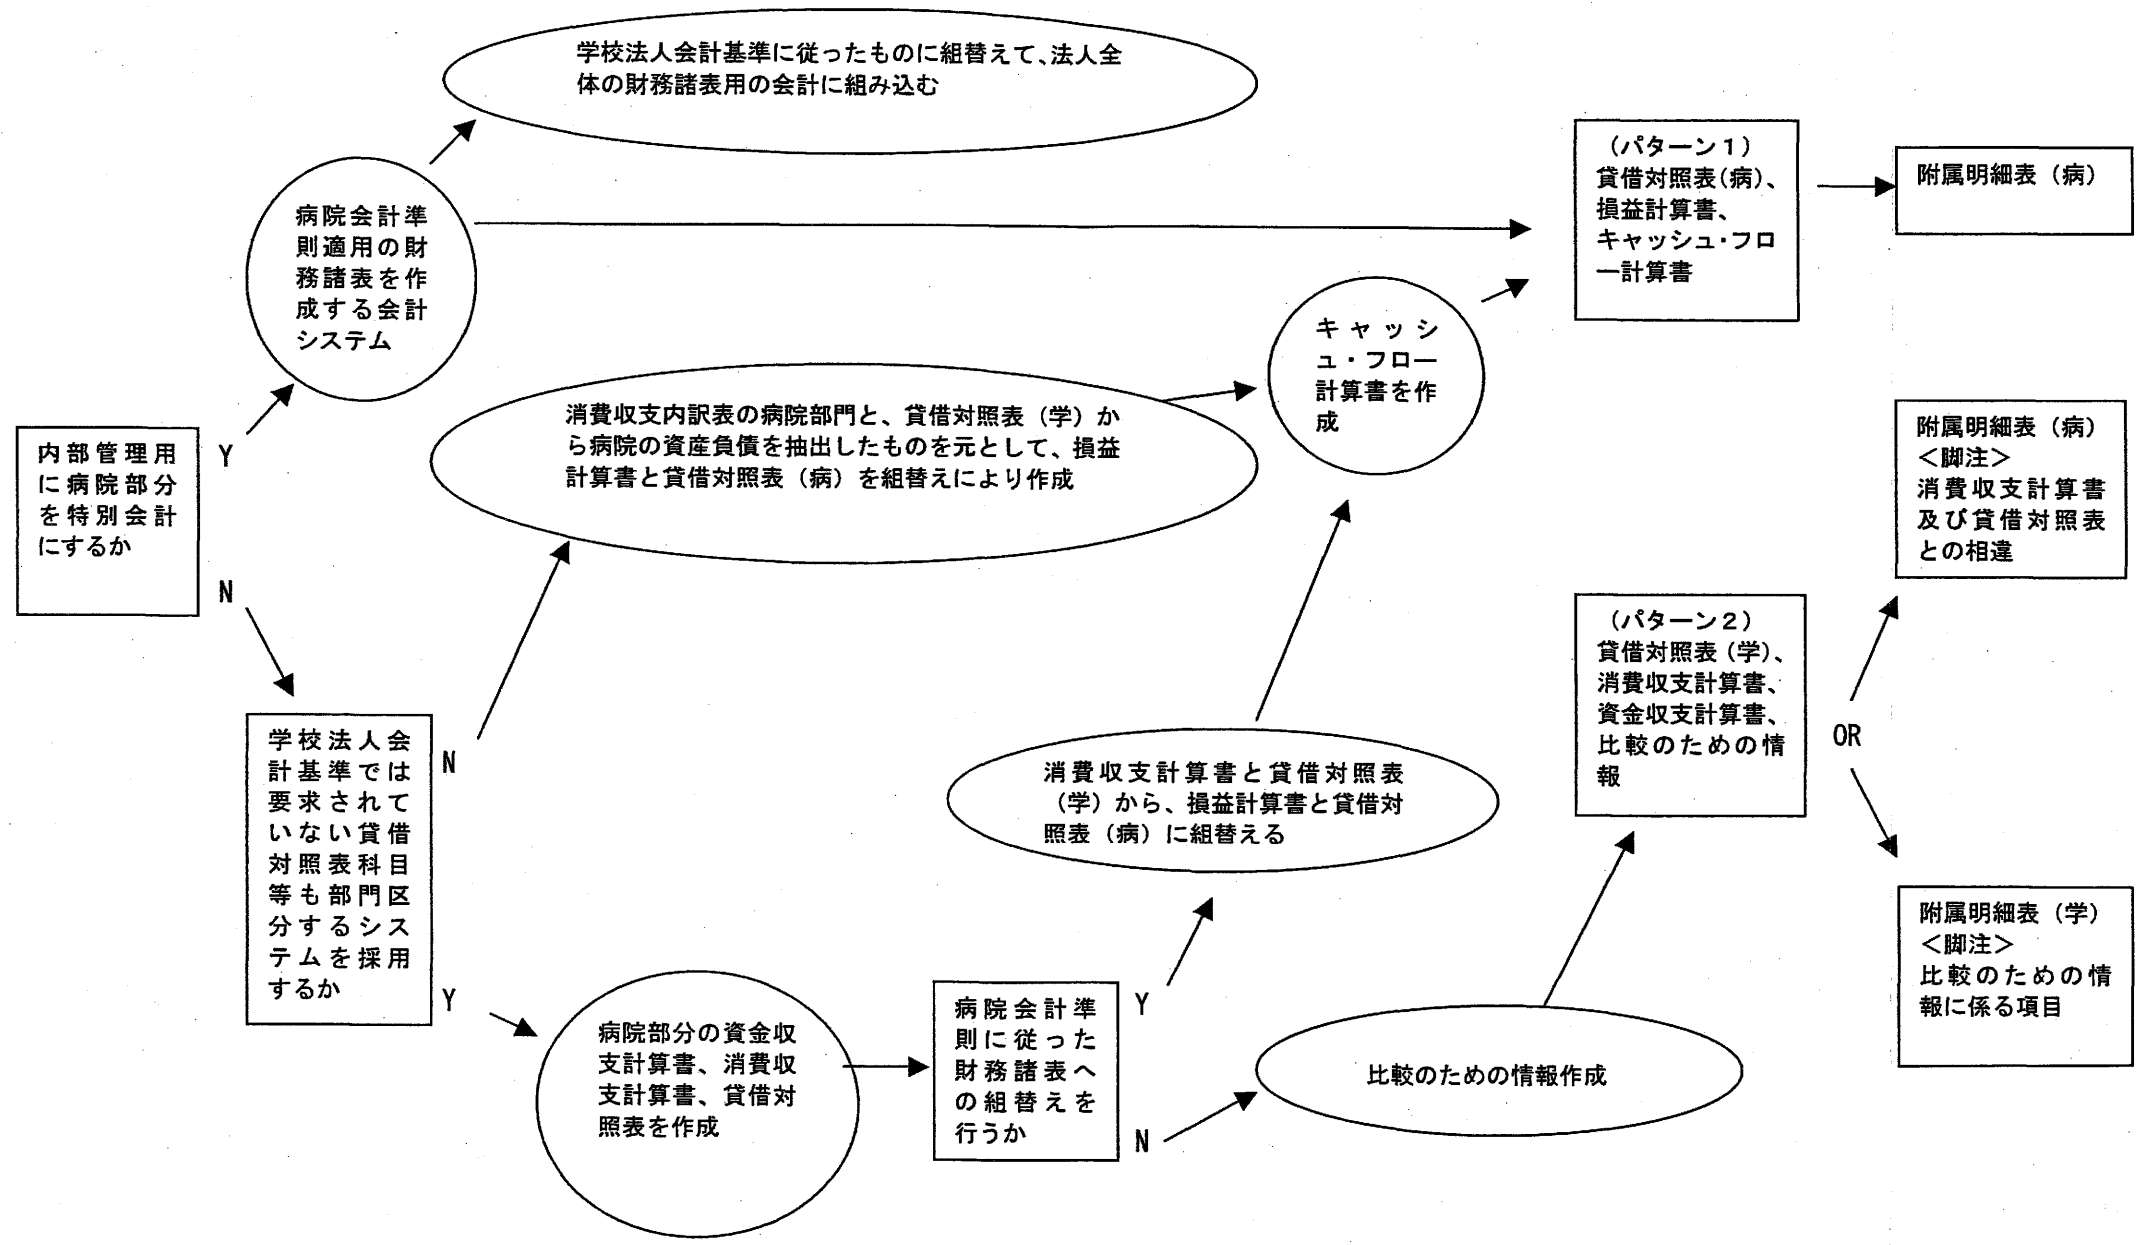 学校法人会計基準に従ったものに組替えて、法人全
体の財務諸表用の会計に組み込む
病院会計準
則適用の財
務諸表を作
成する会計
システム
(パターン1)
貸借対照表(病)、
損益計算書、
キャッシュ・フロ
ー計算書
附属明細表(病)
キャッシ
ュ・フロー
計算書を作
成
消費収支内訳表の病院部門と、貸借対照表(学)か
ら病院の資産負債を抽出したものを元として、損益
計算書と貸借対照表(病)を組替えにより作成
内部管理用
に病院部分
を特別会計
にするか
Y
N
附属明細表(病)
<脚注>
消費収支計算書
及び貸借対照表
との相違
(パターン2)
貸借対照表(学)、
消費収支計算書、
資金収支計算書、
比較のための情
報
OR
学校法人会
計基準では
要求されて
いない貸借
対照表科目
等も部門区
分するシス
テムを採用
するか
N
Y
消費収支計算書と貸借対照表
(学)から、損益計算書と貸借対
照表(病)に組替える
附属明細表(学)
<脚注>
比較のための情
報に係る項目
病院部分の資金収
支計算書、消費収
支計算書、貸借対
照表を作成
病院会計準
則に従った
財務諸表へ
の組替えを
行うか
Y
N
比較のための情報作成